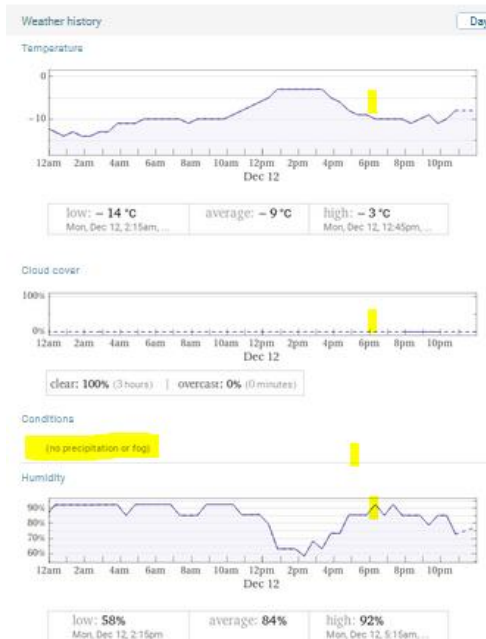 Weather history
Day
Temperature
0
-10
12am 2am 4am 6am 8am 10am 12pm 2pm 4pm 6pm 8pm 10pm
Dec 12
low: – 14 °C average: – 9 °C high: – 3 °C
Mon, Dec 12, 2:15am, ... Mon, Dec 12, 12:45pm, ...
Cloud cover
100%
0%
12am 2am 4am 6am 8am 10am 12pm 2pm 4pm 6pm 8pm 10pm
Dec 12
clear: 100% (3 hours) | overcast: 0% (0 minutes)
Conditions
(no precipitation or fog)
Humidity
90%
80%
70%
60%
12am 2am 4am 6am 8am 10am 12pm 2pm 4pm 6pm 8pm 10pm
Dec 12
low: 58% average: 84% high: 92%
Mon, Dec 12, 2:15pm Mon, Dec 12, 5:15am, ...